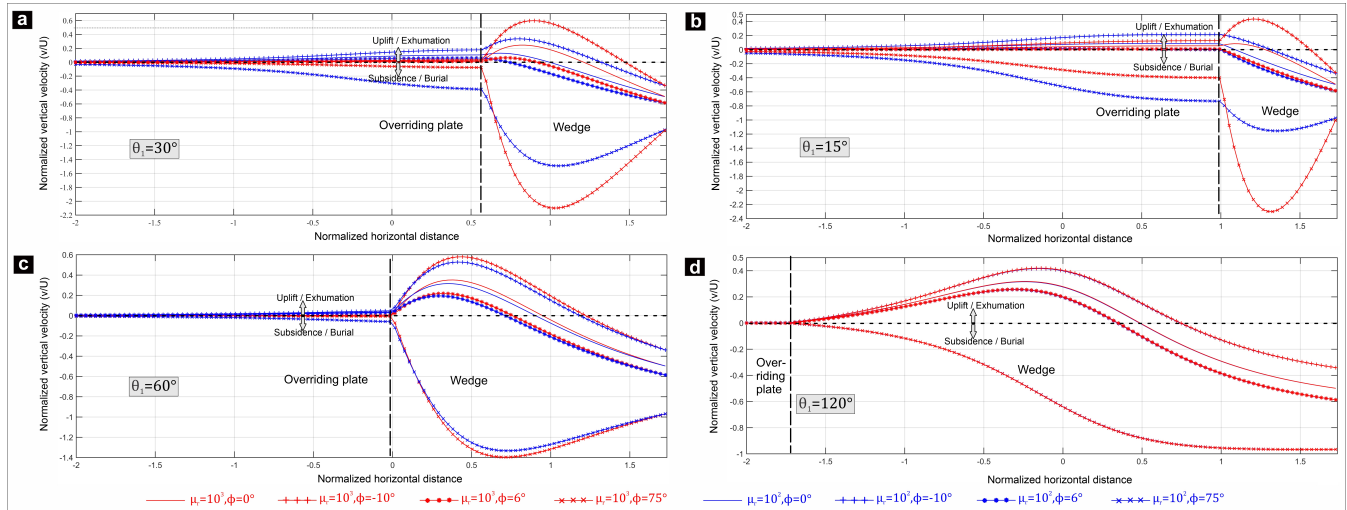 a
Normalized vertical velocity (v/U)
0.6
0.4
0.2
0
-0.2
-0.4
-0.6
-0.8
-1
-1.2
-1.4
-1.6
-1.8
-2
-2.2
Uplift / Exhumation
Subsidence / Burial
Overriding plate
Wedge
θ₁=30°
-2
-1.5
-1
-0.5
0
0.5
1
1.5
Normalized horizontal distance
b
Normalized vertical velocity (v/U)
0.5
0.4
0.2
0
-0.2
-0.4
-0.6
-0.8
-1
-1.2
-1.4
-1.6
-1.8
-2
-2.2
-2.4
Uplift / Exhumation
Subsidence / Burial
Overriding plate
Wedge
θ₁=15°
-2
-1.5
-1
-0.5
0
0.5
1
1.5
Normalized horizontal distance
c
Normalized vertical velocity (v/U)
0.6
0.4
0.2
0
-0.2
-0.4
-0.6
-0.8
-1
-1.2
-1.4
Uplift / Exhumation
Subsidence / Burial
Overriding plate
Wedge
θ₁=60°
-2
-1.5
-1
-0.5
0
0.5
1
1.5
Normalized horizontal distance
d
Normalized vertical velocity (v/U)
0.5
0.4
0.2
0
-0.2
-0.4
-0.6
-0.8
-1
Uplift / Exhumation
Subsidence / Burial
Over-
riding
plate
Wedge
θ₁=120°
-2
-1.5
-1
-0.5
0
0.5
1
1.5
Normalized horizontal distance
μᵣ=10³,ϕ=0°
μᵣ=10³,ϕ=-10°
μᵣ=10³,ϕ=6°
μᵣ=10³,ϕ=75°
μᵣ=10²,ϕ=0°
μᵣ=10²,ϕ=-10°
μᵣ=10²,ϕ=6°
μᵣ=10²,ϕ=75°